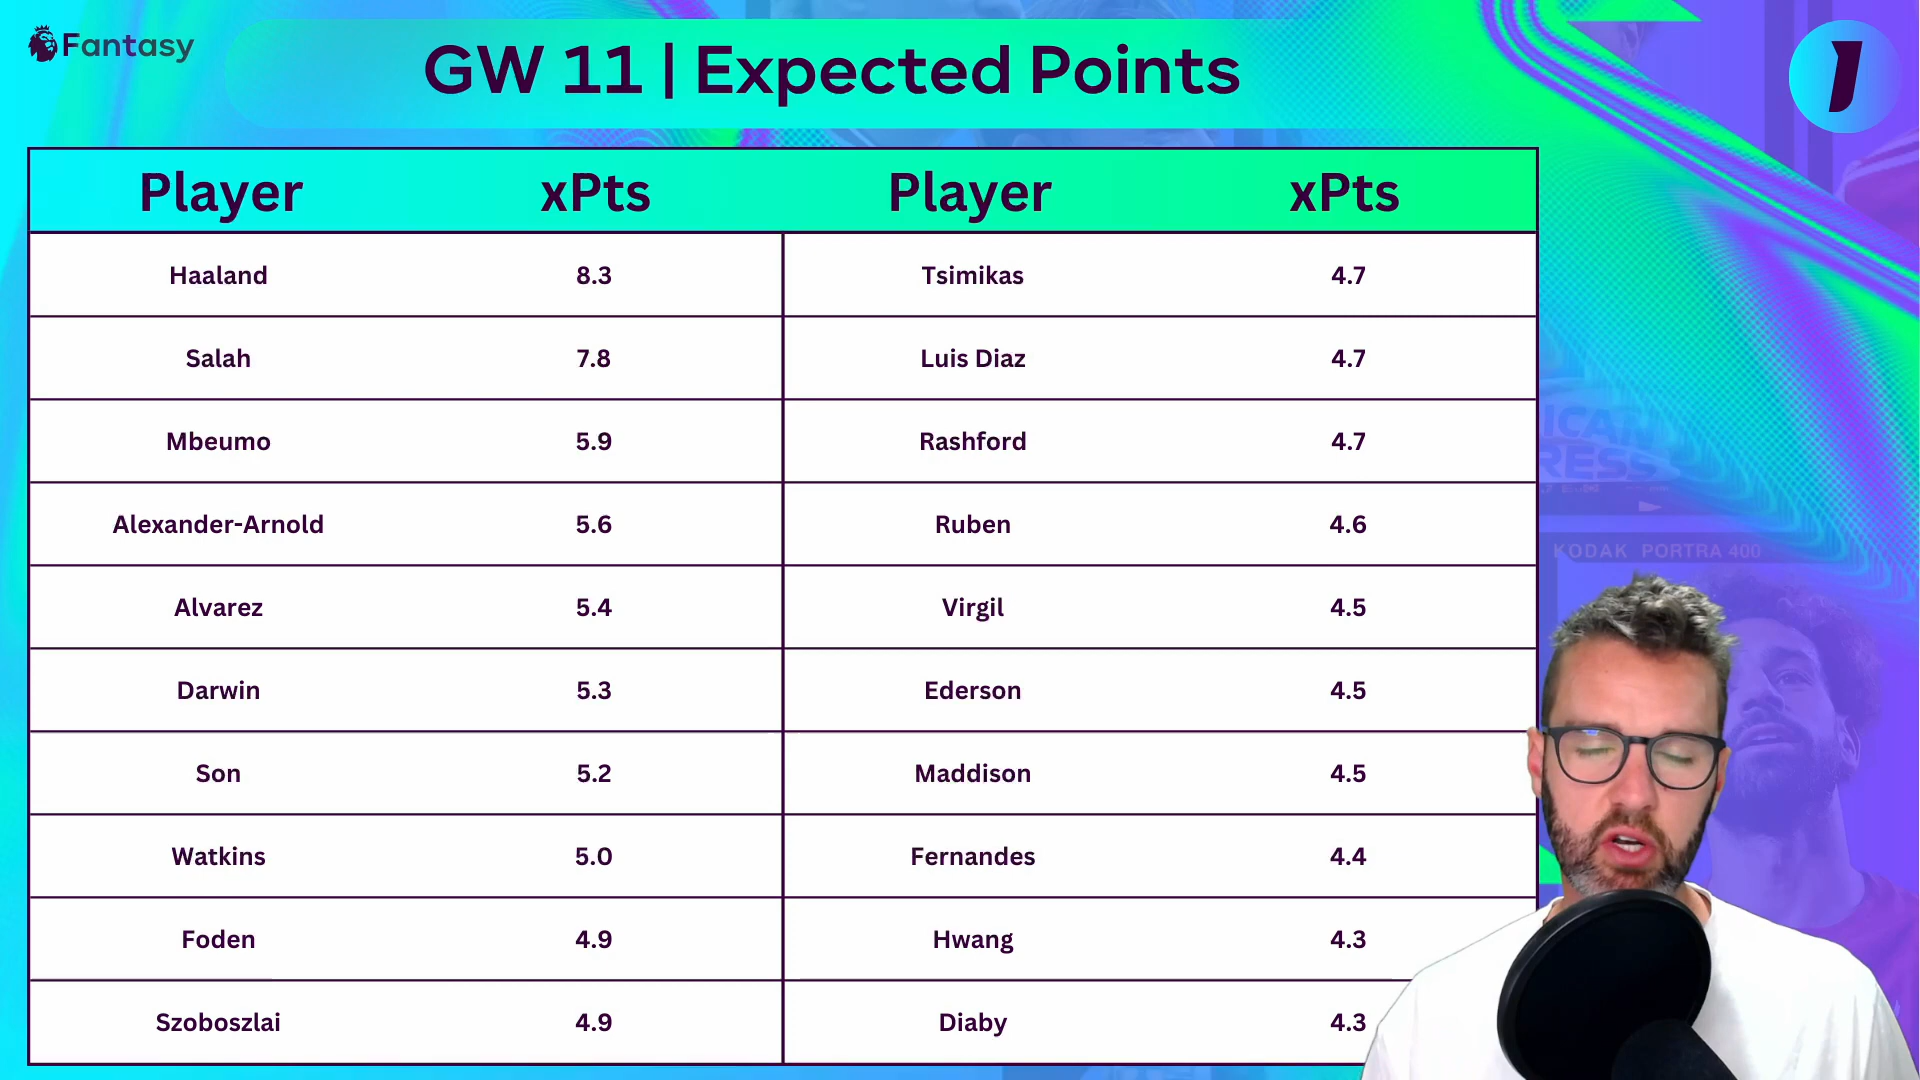 Fantasy
GW 11 | Expected Points
J
Player xPts Player xPts
Haaland 8.3 Tsimikas 4.7
Salah 7.8 Luis Diaz 4.7
Mbeumo 5.9 Rashford 4.7
Alexander-Arnold 5.6 Ruben 4.6
Alvarez 5.4 Virgil 4.5
Darwin 5.3 Ederson 4.5
Son 5.2 Maddison 4.5
Watkins 5.0 Fernandes 4.4
Foden 4.9 Hwang 4.3
Szoboszlai 4.9 Diaby 4.3
ICAN
RESS
KODAK PORTRA 400